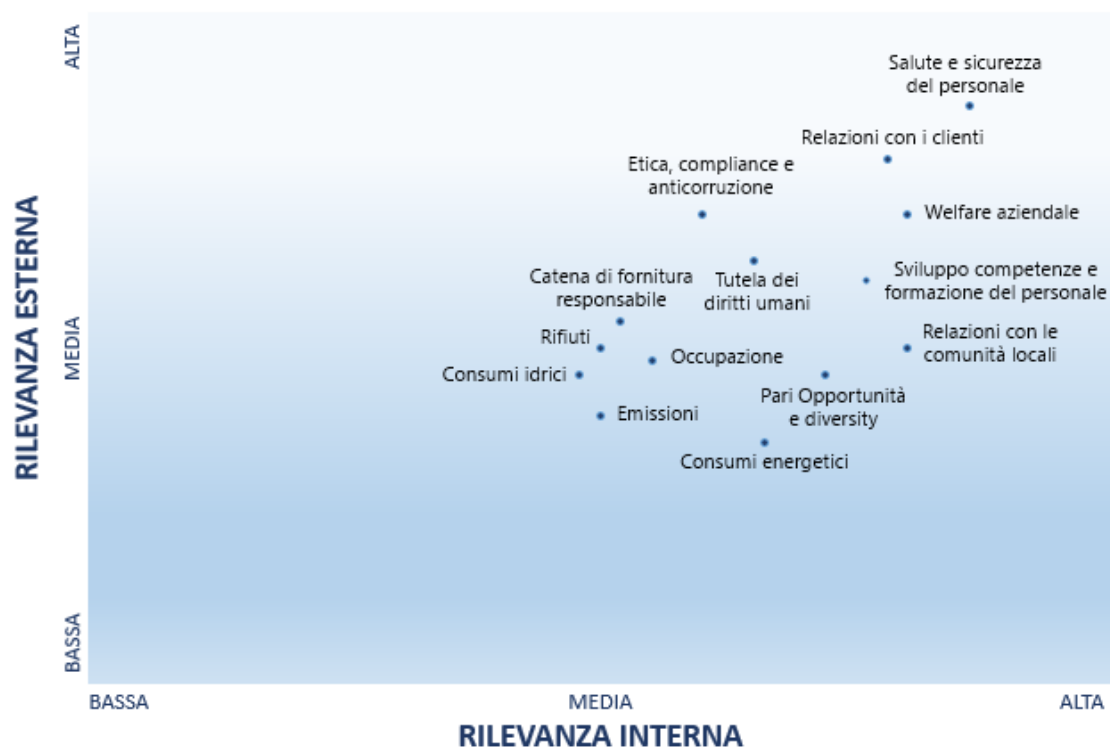 ALTA
Salute e sicurezza
del personale
Relazioni con i clienti
Etica, compliance e
anticorruzione
Welfare aziendale
Catena di fornitura
responsabile
Tutela dei
diritti umani
Sviluppo competenze e
formazione del personale
RILEVANZA ESTERNA
MEDIA
Rifiuti
Occupazione
Relazioni con le
comunità locali
Consumi idrici
Pari Opportunità
e diversity
Emissioni
Consumi energetici
BASSA
BASSA
MEDIA
ALTA
RILEVANZA INTERNA